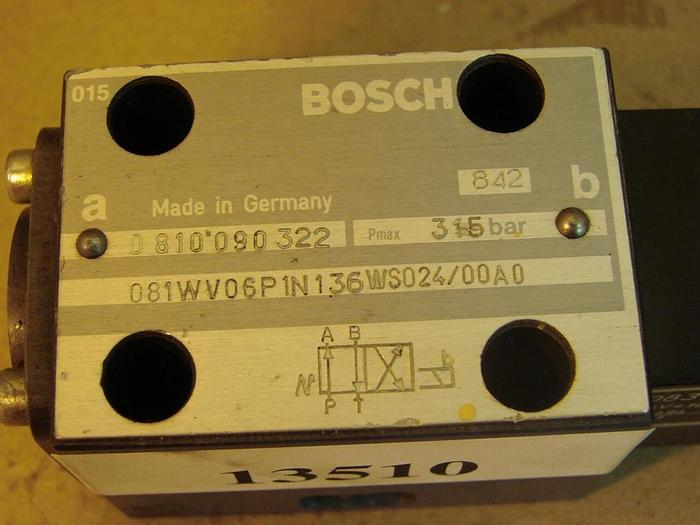 015
BOSCH
842
a
b
Made in Germany
0 810 090 322
Pmax 315 bar
081WV06P1N136WS024/00A0
A B
P T
13510